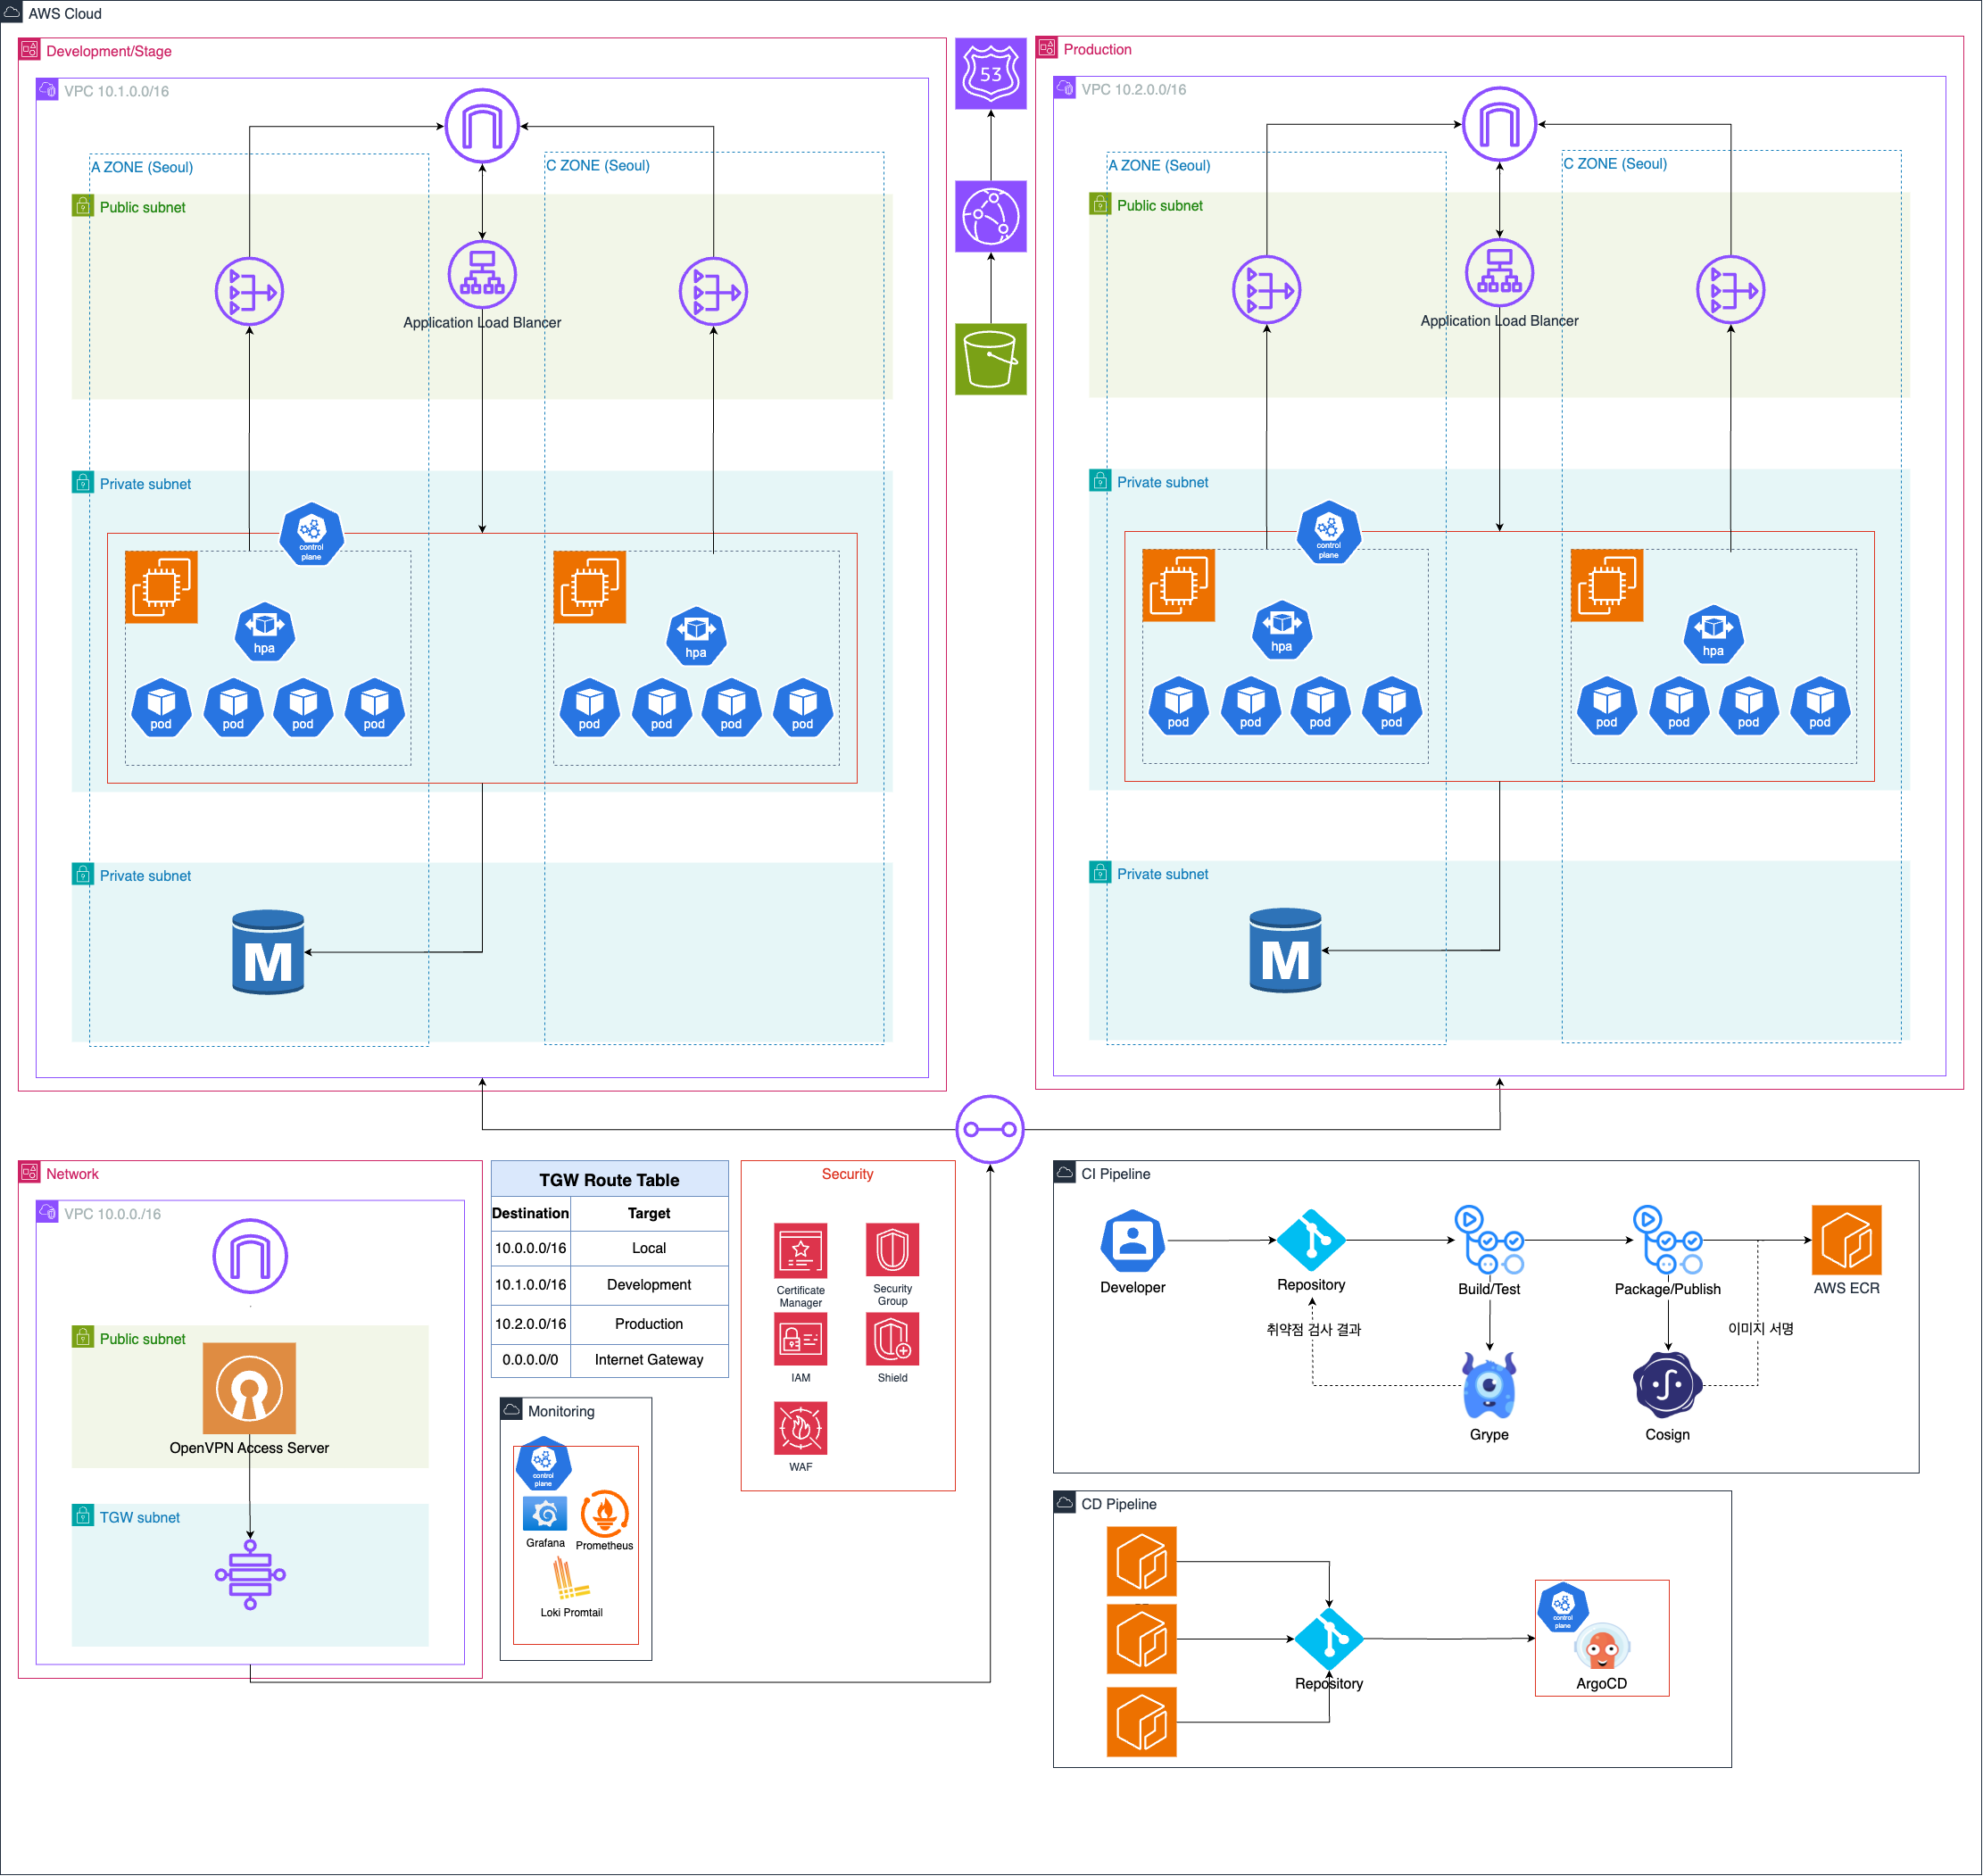 AWS Cloud
Development/Stage
VPC 10.1.0.0/16
A ZONE (Seoul)
C ZONE (Seoul)
Public subnet
Application Load Blancer
Private subnet
control
plane
hpa
hpa
pod
pod
pod
pod
pod
pod
pod
pod
Private subnet
M
53
Production
VPC 10.2.0.0/16
A ZONE (Seoul)
C ZONE (Seoul)
Public subnet
Application Load Blancer
Private subnet
control
plane
hpa
hpa
pod
pod
pod
pod
pod
pod
pod
pod
Private subnet
M
Network
VPC 10.0.0./16
Public subnet
OpenVPN Access Server
TGW subnet
TGW Route Table
Destination Target
10.0.0.0/16 Local
10.1.0.0/16 Development
10.2.0.0/16 Production
0.0.0.0/0 Internet Gateway
Monitoring
control
plane
Grafana
Prometheus
Loki Promtail
Security
Certificate
Manager
Security
Group
IAM
Shield
WAF
CI Pipeline
Developer
Repository
Build/Test
Package/Publish
AWS ECR
취약점 검사 결과
이미지 서명
Grype
Cosign
CD Pipeline
Repository
control
plane
ArgoCD